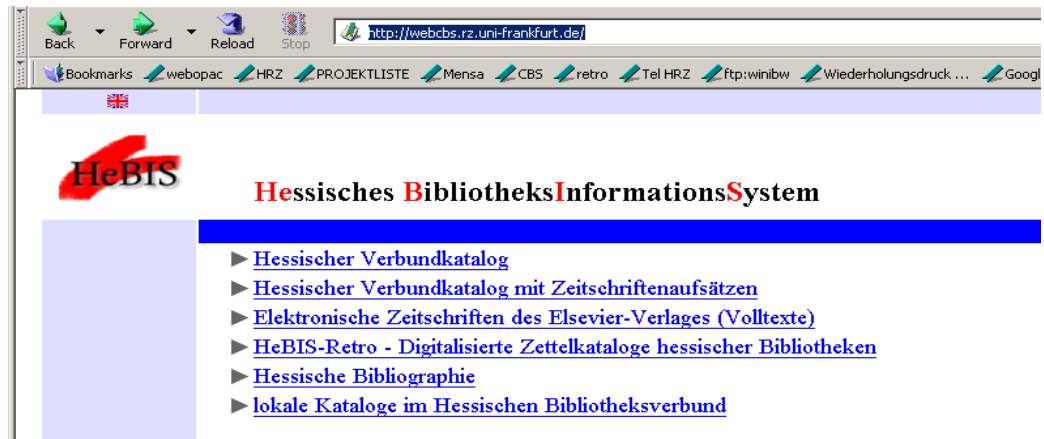 Back Forward Reload Stop http://webcbs.rz.uni-frankfurt.de/
Bookmarks webopac HRZ PROJEKTLISTE Mensa CBS retro Tel HRZ ftp:winibw Wiederholungsdruck ... Googl
HeBIS
Hessisches BibliotheksInformationsSystem
Hessischer Verbundkatalog
Hessischer Verbundkatalog mit Zeitschriftenaufsätzen
Elektronische Zeitschriften des Elsevier-Verlages (Volltexte)
HeBIS-Retro - Digitalisierte Zettelkataloge hessischer Bibliotheken
Hessische Bibliographie
lokale Kataloge im Hessischen Bibliotheksverbund